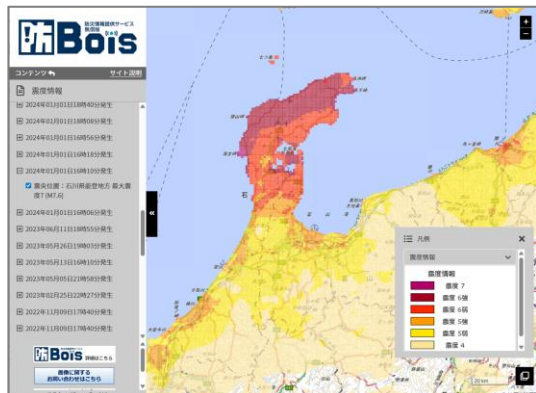 防災情報提供サービス
Bois
コンテンツ
サイト説明
震度情報
2024年01月01日18時40分発生
2024年01月01日18時08分発生
2024年01月01日16時56分発生
2024年01月01日16時18分発生
2024年01月01日16時10分発生
震央位置:石川県能登地方 最大震
度7 (M7.6)
2024年01月01日16時06分発生
2023年06月11日18時55分発生
2023年05月26日19時03分発生
2023年05月13日16時10分発生
2023年05月05日21時58分発生
2023年02月25日22時27分発生
2022年11月09日17時40分発生
2022年11月09日17時40分発生
Bois 詳細はこちら
画像に関する
お問い合わせはこちら
+
−
«
石
富山湾
凡例
震度情報
震度情報
震度 7
震度 6強
震度 6弱
震度 5強
震度 5弱
震度 4
20 km